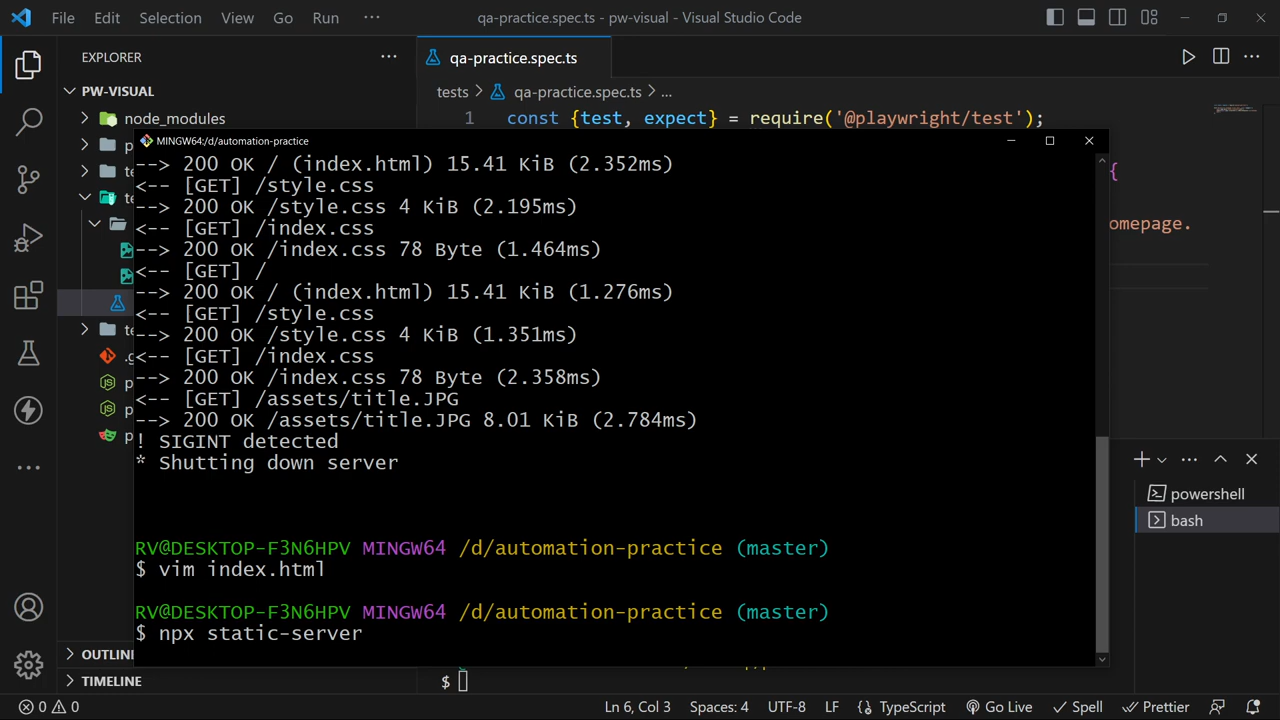 File Edit Selection View Go Run ··· qa-practice.spec.ts - pw-visual - Visual Studio Code
EXPLORER ···
qa-practice.spec.ts
PW-VISUAL
tests > qa-practice.spec.ts > ...
node_modules
1 const {test, expect} = require('@playwright/test');
p
MINGW64:/d/automation-practice
--> 200 OK / (index.html) 15.41 KiB (2.352ms)
te
{
<-- [GET] /style.css
te
--> 200 OK /style.css 4 KiB (2.195ms)
<-- [GET] /index.css
omepage.
--> 200 OK /index.css 78 Byte (1.464ms)
<-- [GET] /
--> 200 OK / (index.html) 15.41 KiB (1.276ms)
<-- [GET] /style.css
--> 200 OK /style.css 4 KiB (1.351ms)
te
<-- [GET] /index.css
.g
--> 200 OK /index.css 78 Byte (2.358ms)
p
<-- [GET] /assets/title.JPG
p
--> 200 OK /assets/title.JPG 8.01 KiB (2.784ms)
p
! SIGINT detected
* Shutting down server
powershell
bash
RV@DESKTOP-F3N6HPV MINGW64 /d/automation-practice (master)
$ vim index.html
RV@DESKTOP-F3N6HPV MINGW64 /d/automation-practice (master)
$ npx static-server
OUTLIN
TIMELINE
$
0 0 Ln 6, Col 3 Spaces: 4 UTF-8 LF {} TypeScript Go Live Spell Prettier